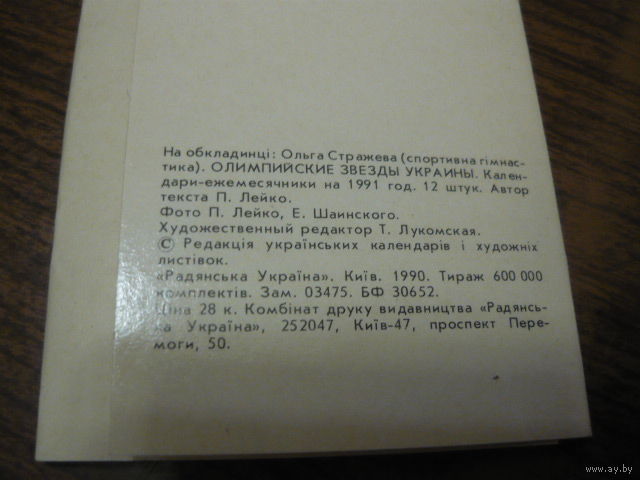 На обкладинці: Ольга Стражева (спортивна гімнас-
тика). ОЛИМПИЙСКИЕ ЗВЕЗДЫ УКРАИНЫ. Кален-
дари-ежемесячники на 1991 год. 12 штук. Автор
текста П. Лейко.
Фото П. Лейко, Е. Шаинского.
Художественный редактор Т. Лукомская.
© Редакція українських календарів і художніх
листівок.
«Радянська Україна». Київ. 1990. Тираж 600 000
комплектів. Зам. 03475. БФ 30652.
Ціна 28 к. Комбінат друку видавництва «Радянсь-
ка Україна», 252047, Київ-47, проспект Пере-
моги, 50.
www.ay.by